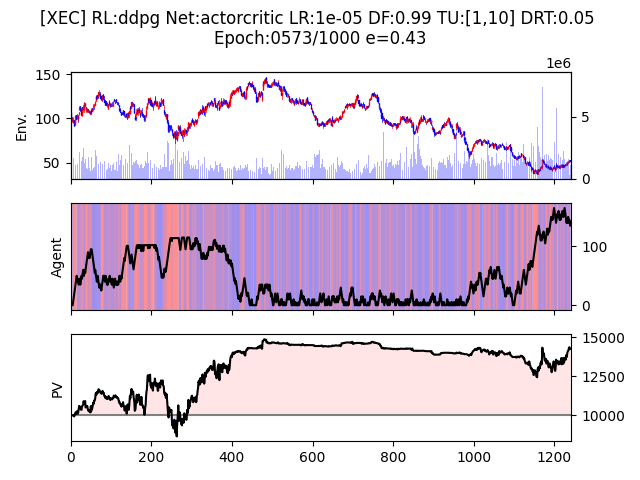 [XEC] RL:ddpg Net:actorcritic LR:1e-05 DF:0.99 TU:[1,10] DRT:0.05
Epoch:0573/1000 e=0.43
1e6
150
100
50
Env.
5
0
Agent
100
0
PV
15000
12500
10000
0
200
400
600
800
1000
1200